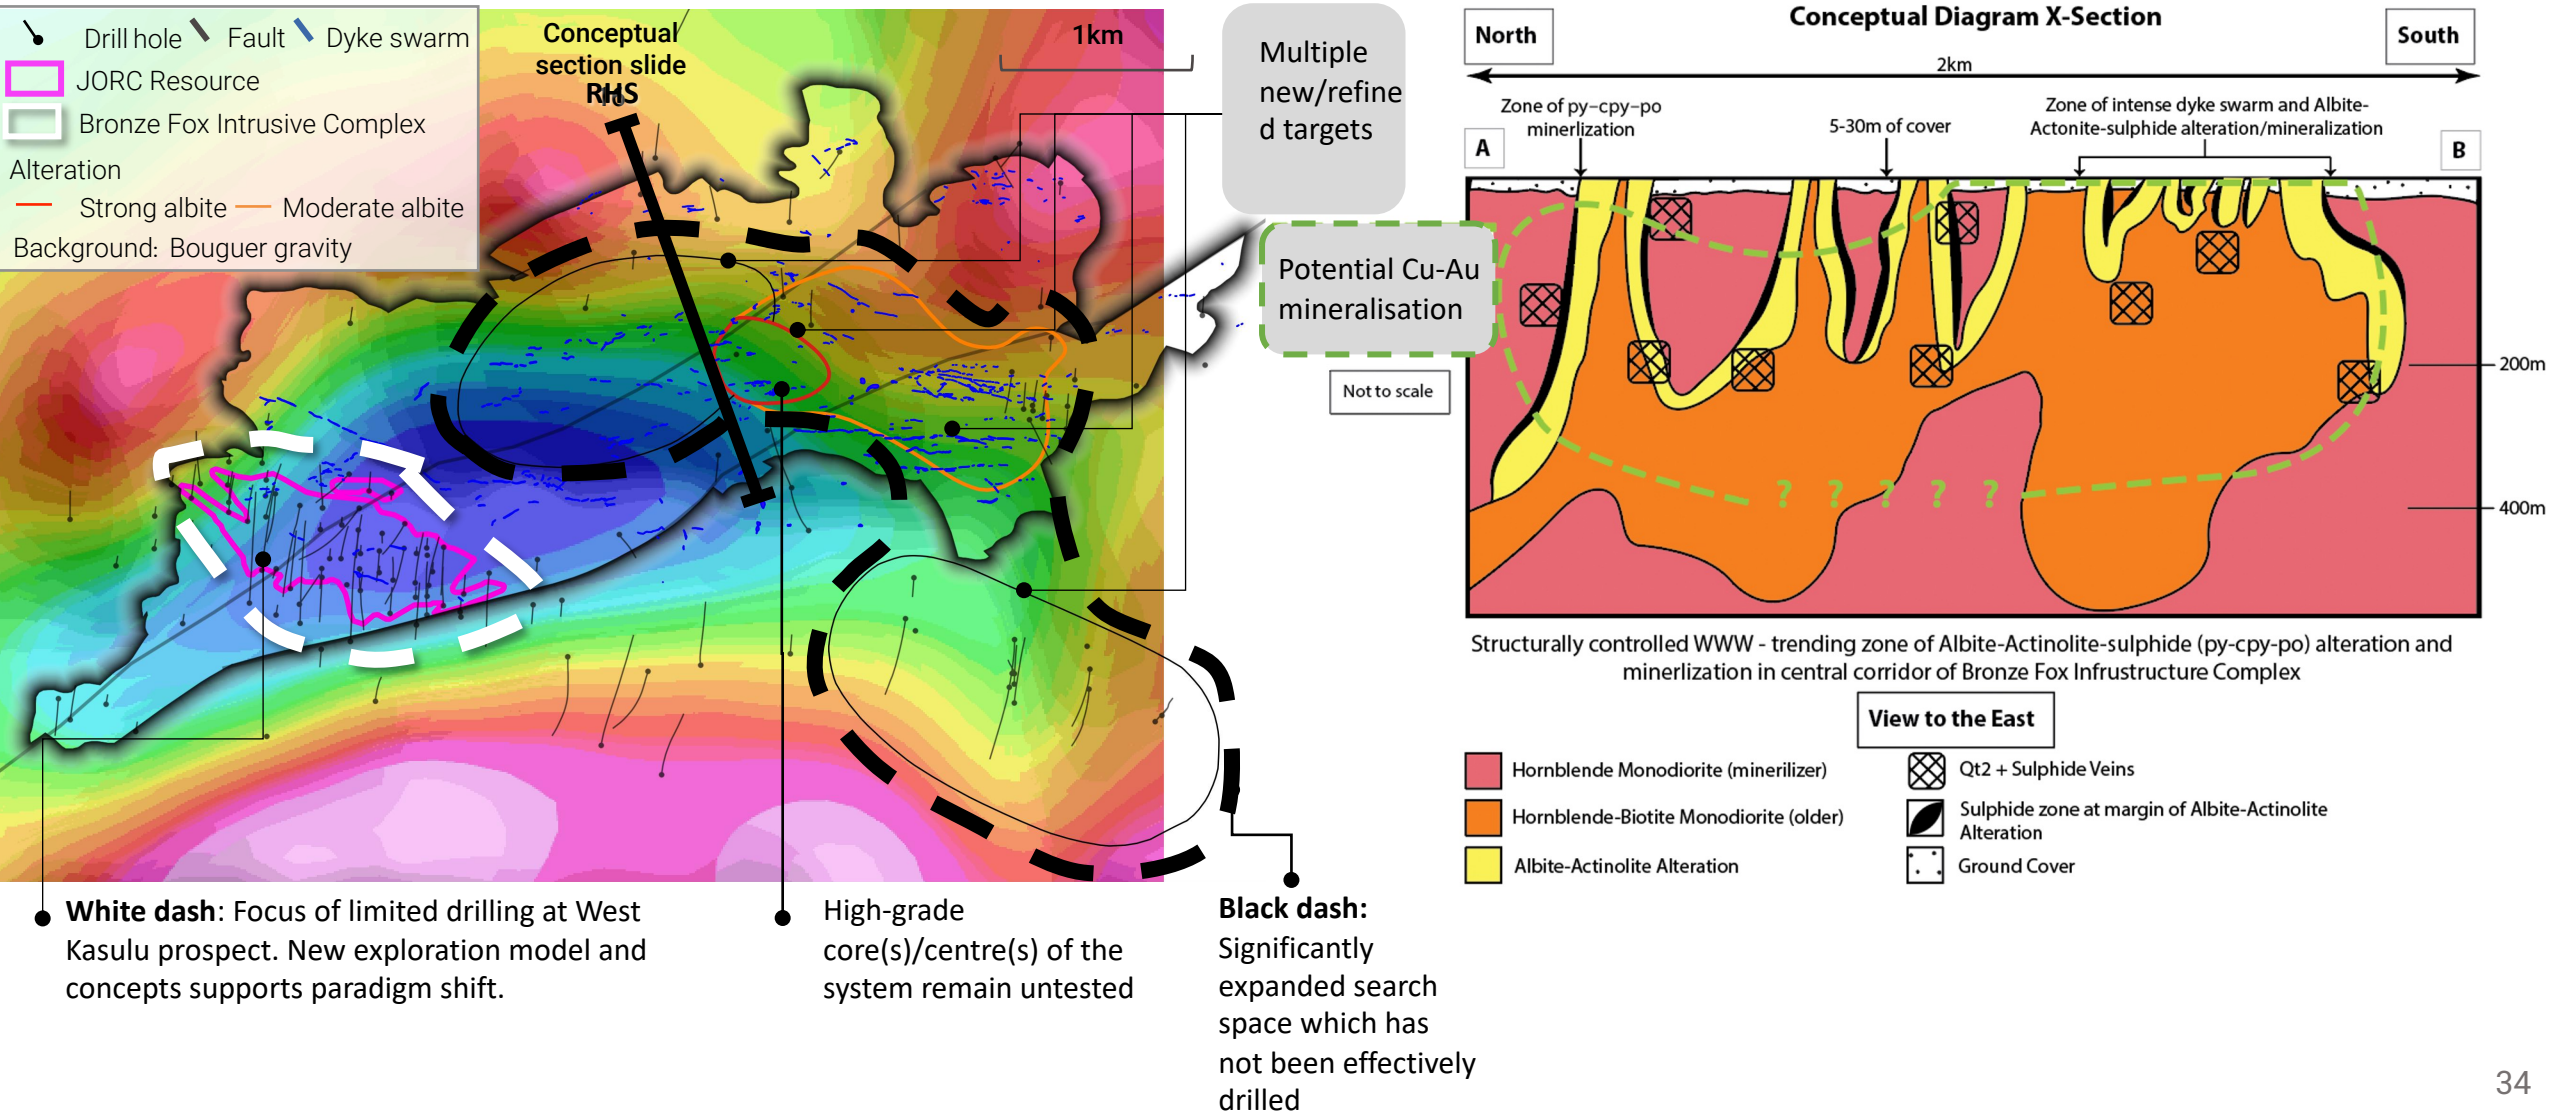 Drill hole Fault Dyke swarm
JORC Resource
Bronze Fox Intrusive Complex
Alteration
Strong albite Moderate albite
Background: Bouguer gravity
Conceptual
section slide
RHS
1km
Multiple
new/refine
d targets
Potential Cu-Au
mineralisation
White dash: Focus of limited drilling at West
Kasulu prospect. New exploration model and
concepts supports paradigm shift.
High-grade
core(s)/centre(s) of the
system remain untested
Black dash:
Significantly
expanded search
space which has
not been effectively
drilled
Conceptual Diagram X-Section
North
South
2km
Zone of py-cpy-po
minerlization
5-30m of cover
Zone of intense dyke swarm and Albite-
Actonite-sulphide alteration/mineralization
A
B
200m
400m
? ? ? ? ?
Not to scale
Structurally controlled WWW - trending zone of Albite-Actinolite-sulphide (py-cpy-po) alteration and
minerlization in central corridor of Bronze Fox Infrustructure Complex
View to the East
Hornblende Monodiorite (minerilizer)
Hornblende-Biotite Monodiorite (older)
Albite-Actinolite Alteration
Qt2 + Sulphide Veins
Sulphide zone at margin of Albite-Actinolite
Alteration
Ground Cover
34